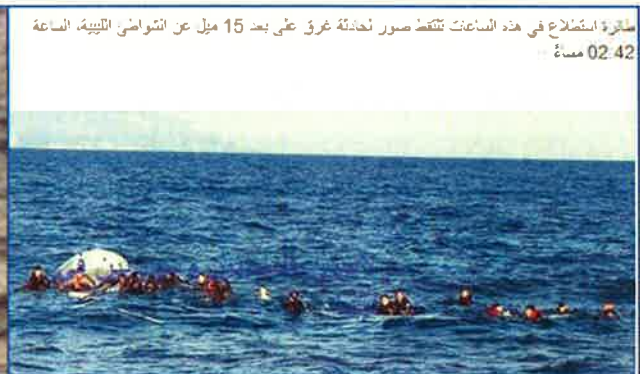 طائرة استطلاع في هذه الساعات تلتقط صور لحادثة غرق على بعد 15 ميل عن الشواطئ الليبية، الساعة
02:42 مساءً